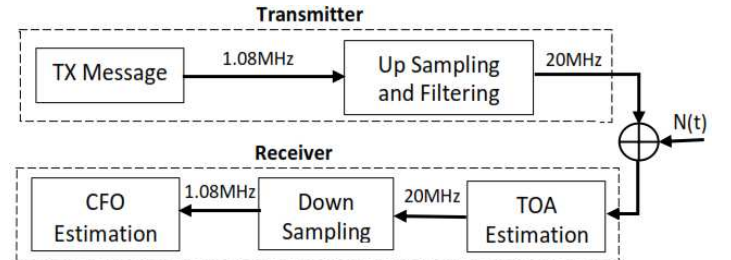 Transmitter
TX Message
1.08MHz
Up Sampling
and Filtering
20MHz
N(t)
Receiver
CFO
Estimation
1.08MHz
Down
Sampling
20MHz
TOA
Estimation